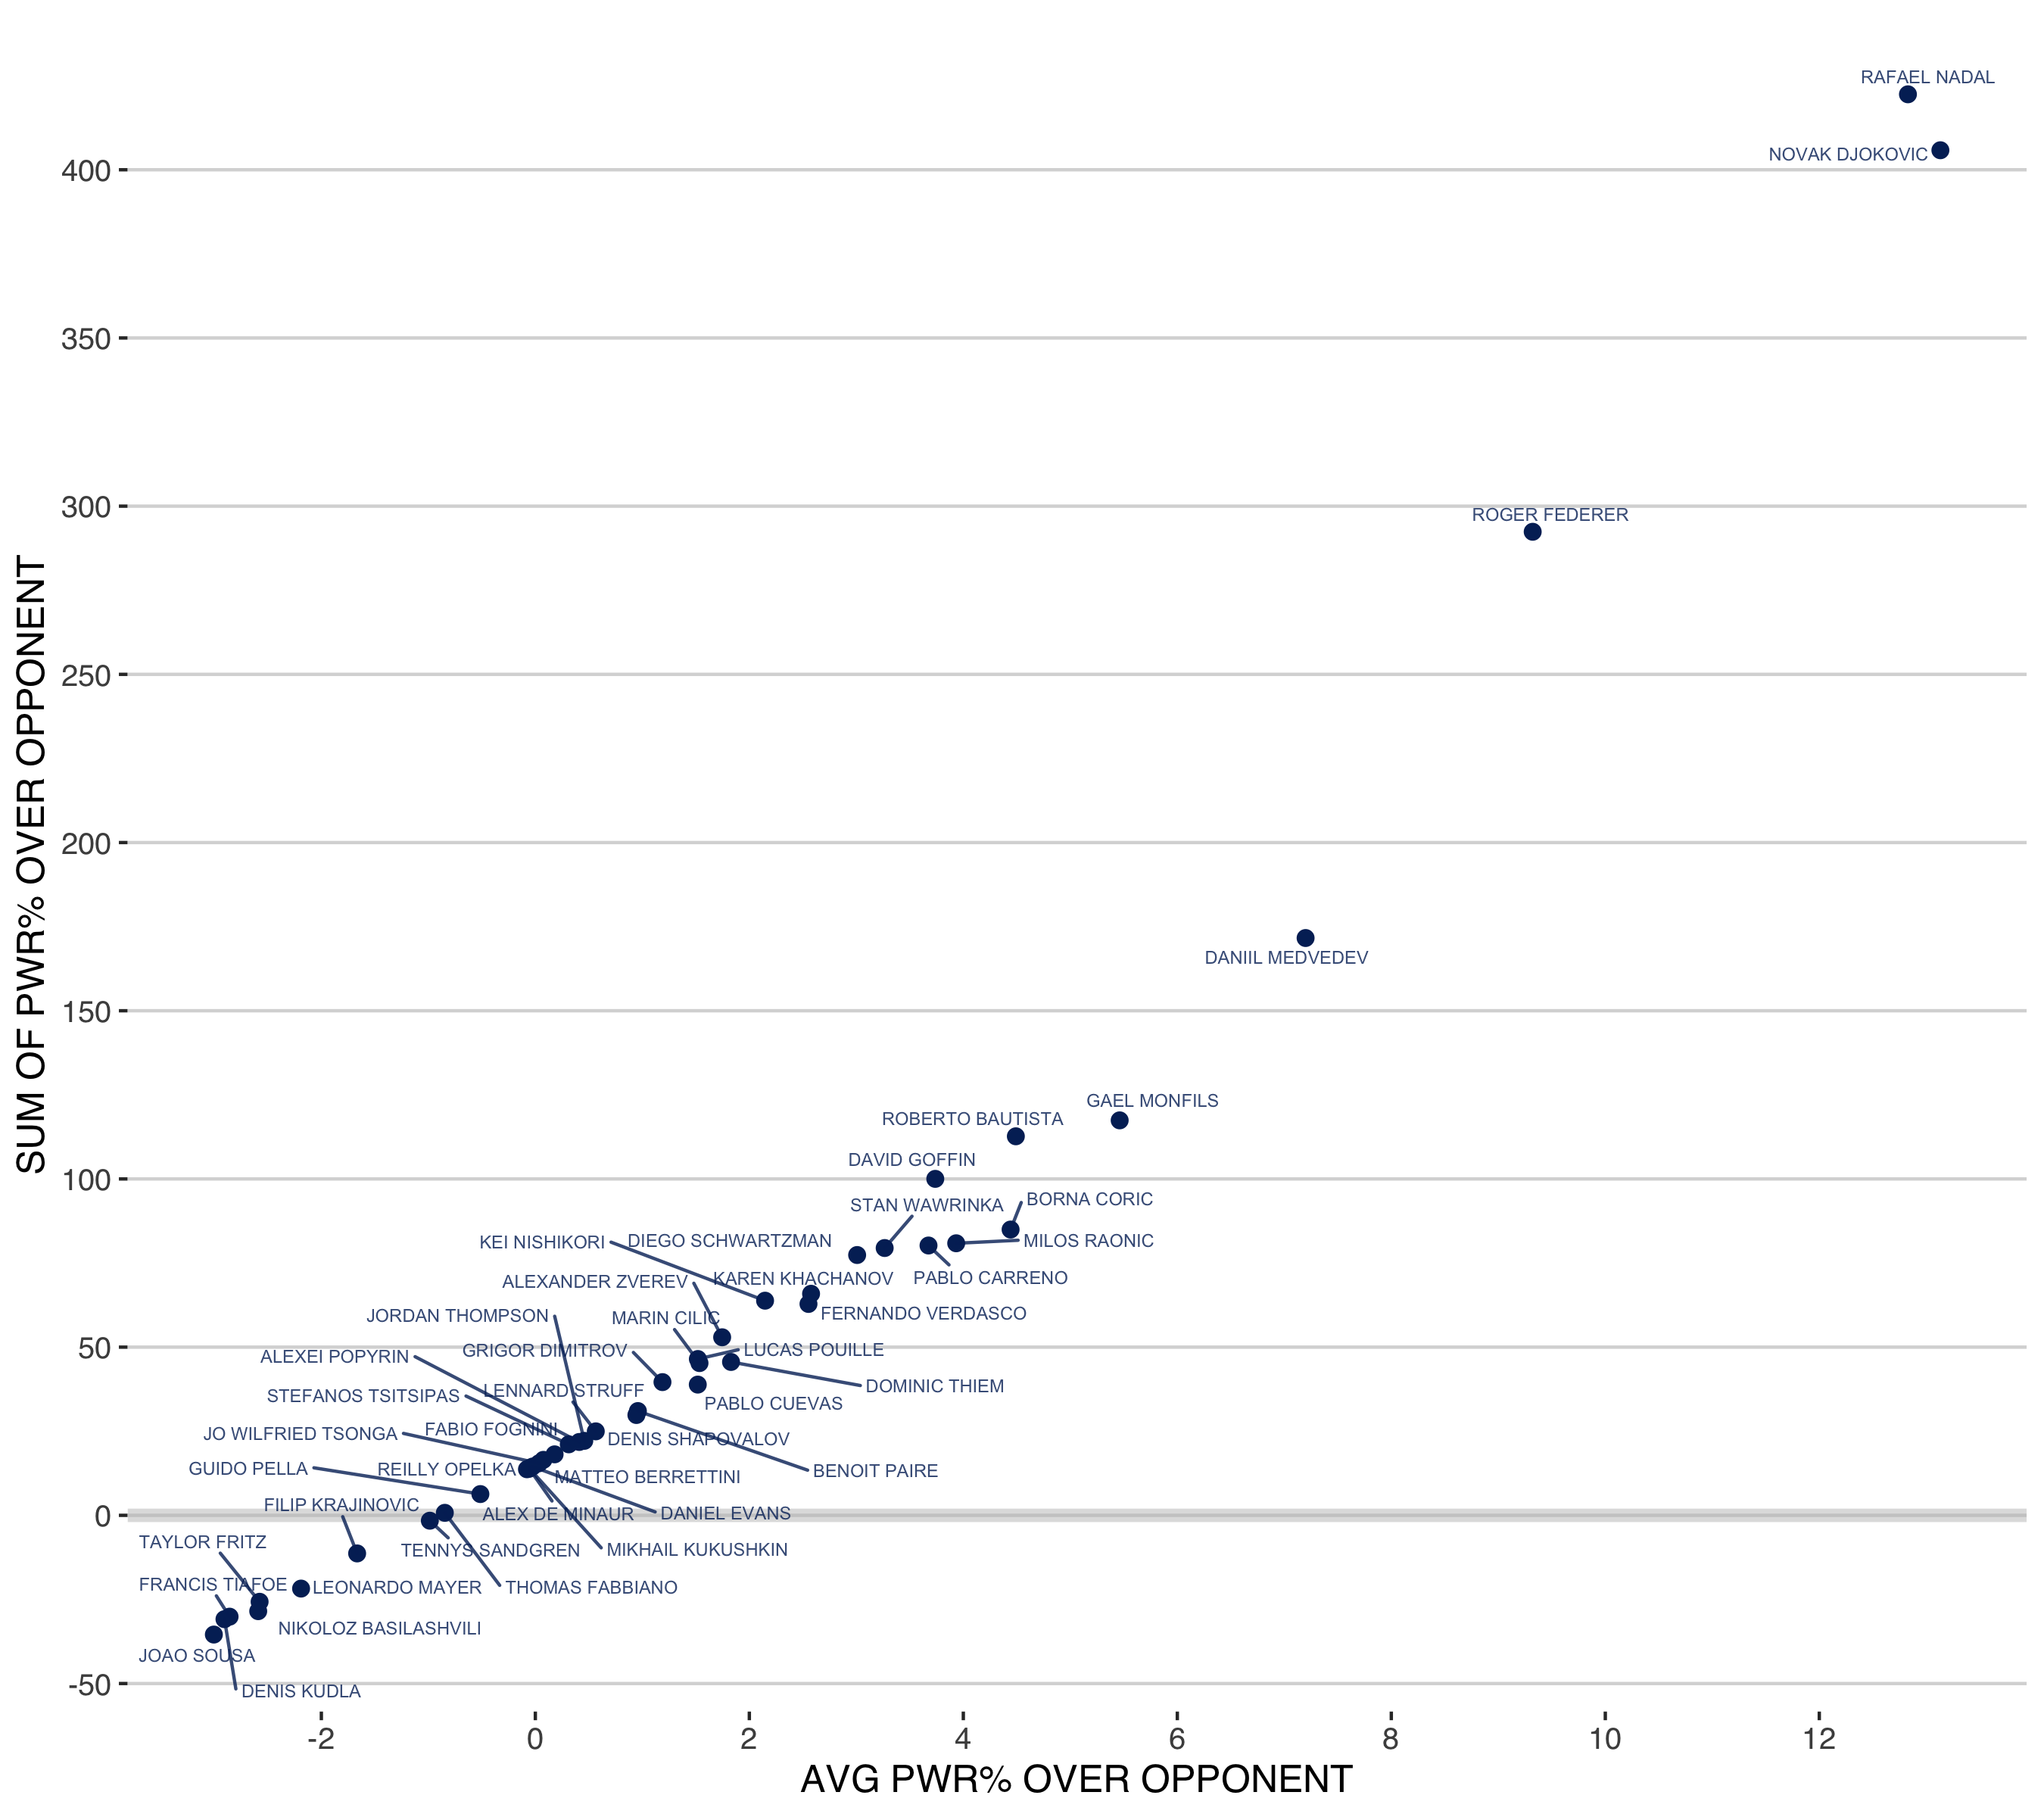 RAFAEL NADAL
NOVAK DJOKOVIC
400
350
300
ROGER FEDERER
250
200
DANIIL MEDVEDEV
150
GAEL MONFILS
ROBERTO BAUTISTA
DAVID GOFFIN
100
BORNA CORIC
STAN WAWRINKA
KEI NISHIKORI
DIEGO SCHWARTZMAN
MILOS RAONIC
ALEXANDER ZVEREV
KAREN KHACHANOV
PABLO CARRENO
JORDAN THOMPSON
MARIN CILIC
FERNANDO VERDASCO
50
GRIGOR DIMITROV
LUCAS POUILLE
ALEXEI POPYRIN
DOMINIC THIEM
STEFANOS TSITSIPAS
LENNARD STRUFF
PABLO CUEVAS
JO WILFRIED TSONGA
FABIO FOGNINI
DENIS SHAPOVALOV
GUIDO PELLA
REILLY OPELKA
MATTEO BERRETTINI
BENOIT PAIRE
FILIP KRAJINOVIC
0
ALEX DE MINAUR
DANIEL EVANS
TAYLOR FRITZ
TENNYS SANDGREN
MIKHAIL KUKUSHKIN
FRANCIS TIAFOE
LEONARDO MAYER
THOMAS FABBIANO
NIKOLOZ BASILASHVILI
JOAO SOUSA
-50
DENIS KUDLA
-2
0
2
4
6
8
10
12
AVG PWR% OVER OPPONENT
SUM OF PWR% OVER OPPONENT